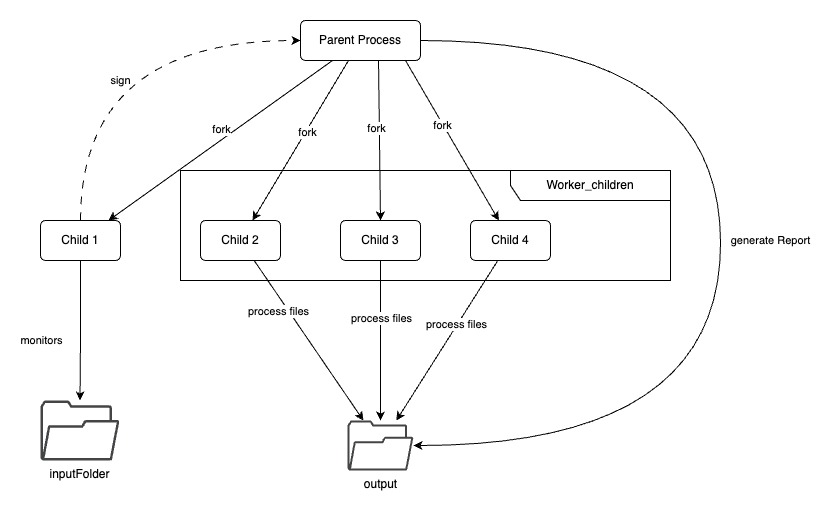 Parent Process
sign
fork
fork
fork
fork
Worker_children
Child 1
Child 2
Child 3
Child 4
generate Report
process files
process files
process files
monitors
inputFolder
output